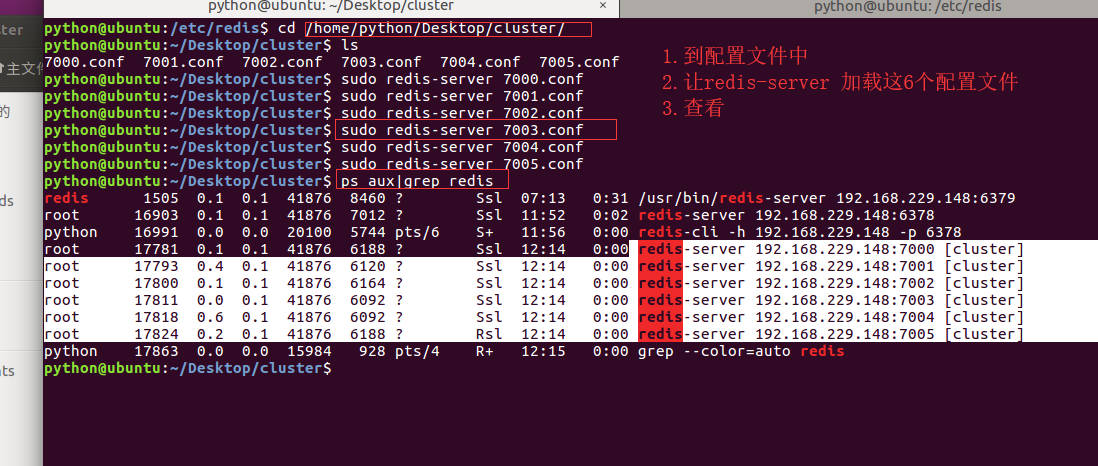 python@ubuntu: ~/Desktop/cluster × python@ubuntu: /etc/redis
python@ubuntu:/etc/redis$ cd /home/python/Desktop/cluster/
python@ubuntu:~/Desktop/cluster$ ls
7000.conf 7001.conf 7002.conf 7003.conf 7004.conf 7005.conf
python@ubuntu:~/Desktop/cluster$ sudo redis-server 7000.conf
python@ubuntu:~/Desktop/cluster$ sudo redis-server 7001.conf
python@ubuntu:~/Desktop/cluster$ sudo redis-server 7002.conf
python@ubuntu:~/Desktop/cluster$ sudo redis-server 7003.conf
python@ubuntu:~/Desktop/cluster$ sudo redis-server 7004.conf
python@ubuntu:~/Desktop/cluster$ sudo redis-server 7005.conf
python@ubuntu:~/Desktop/cluster$ ps aux|grep redis
redis 1505 0.1 0.1 41876 8460 ? Ssl 07:13 0:31 /usr/bin/redis-server 192.168.229.148:6379
root 16903 0.1 0.1 41876 7012 ? Ssl 11:52 0:02 redis-server 192.168.229.148:6378
python 16991 0.0 0.0 20100 5744 pts/6 S+ 11:56 0:00 redis-cli -h 192.168.229.148 -p 6378
root 17781 0.1 0.1 41876 6188 ? Ssl 12:14 0:00 redis-server 192.168.229.148:7000 [cluster]
root 17793 0.4 0.1 41876 6120 ? Ssl 12:14 0:00 redis-server 192.168.229.148:7001 [cluster]
root 17800 0.1 0.1 41876 6164 ? Ssl 12:14 0:00 redis-server 192.168.229.148:7002 [cluster]
root 17811 0.0 0.1 41876 6092 ? Ssl 12:14 0:00 redis-server 192.168.229.148:7003 [cluster]
root 17818 0.6 0.1 41876 6092 ? Ssl 12:14 0:00 redis-server 192.168.229.148:7004 [cluster]
root 17824 0.2 0.1 41876 6188 ? Rsl 12:14 0:00 redis-server 192.168.229.148:7005 [cluster]
python 17863 0.0 0.0 15984 928 pts/4 R+ 12:15 0:00 grep --color=auto redis
python@ubuntu:~/Desktop/cluster$
1.到配置文件中
2.让redis-server 加载这6个配置文件
3.查看
ster
主文件
的
ds
nts